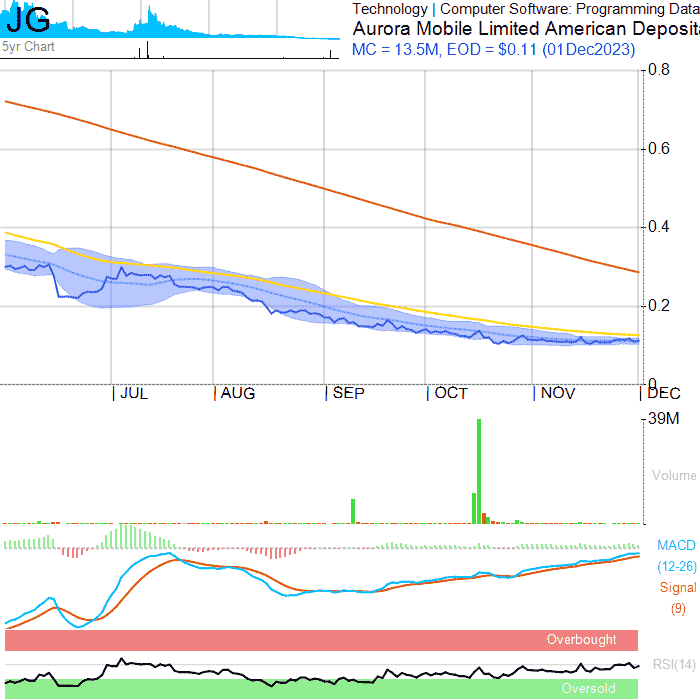 JG
5yr Chart
Technology | Computer Software: Programming Data
Aurora Mobile Limited American Deposit
MC = 13.5M, EOD = $0.11 (01Dec2023)
0.8
0.6
0.4
0.2
0
JUL AUG SEP OCT NOV DEC
39M
Volume
MACD
(12-26)
Signal
(9)
Overbought
RSI(14)
Oversold